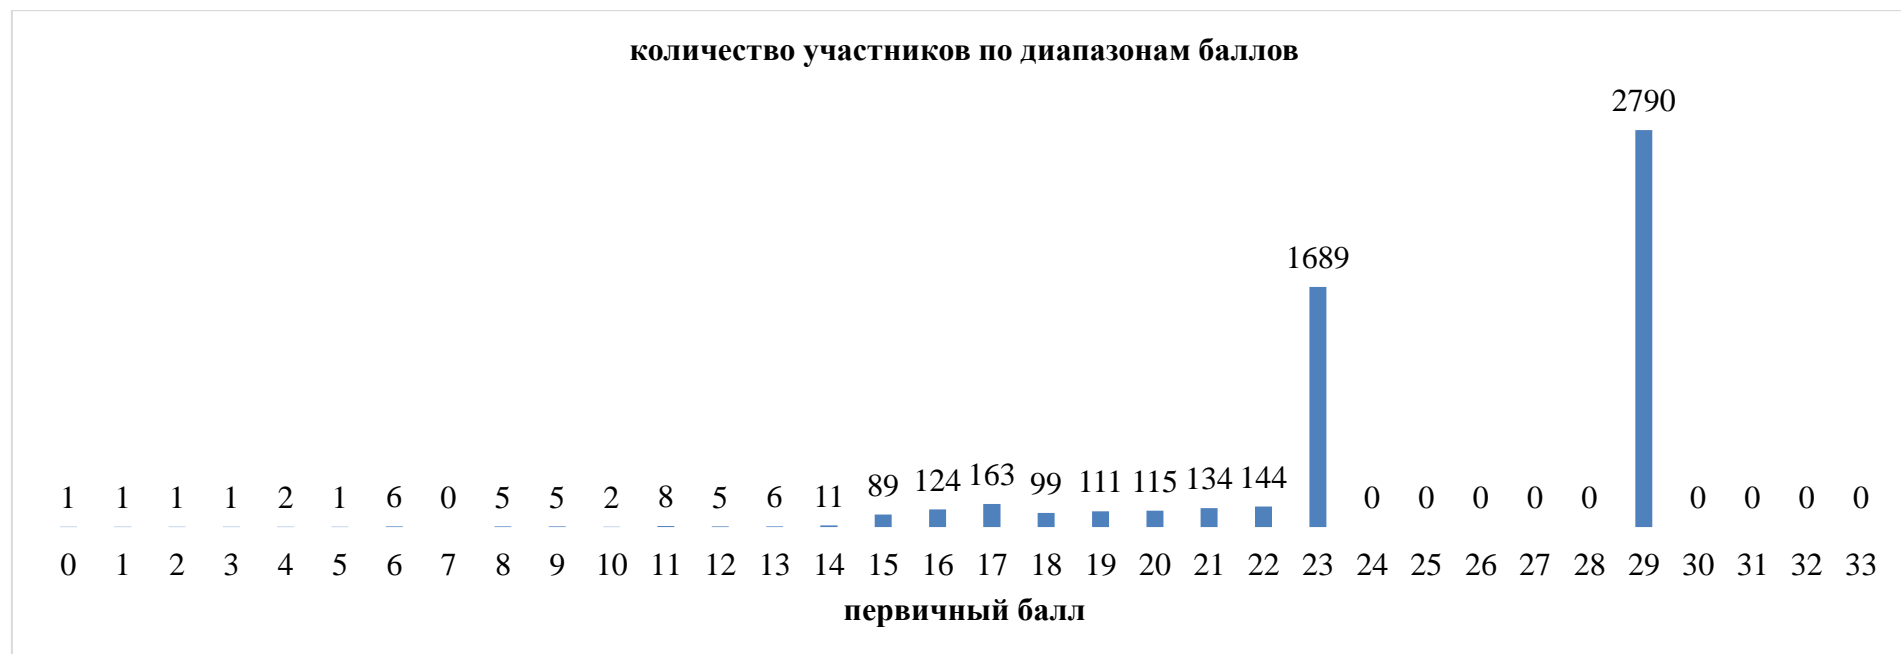 количество участников по диапазонам баллов
2790
1689
1 1 1 1 2 1 6 0 5 5 2 8 5 6 11 89 124 163 99 111 115 134 144 0 0 0 0 0 0 0 0 0
0 1 2 3 4 5 6 7 8 9 10 11 12 13 14 15 16 17 18 19 20 21 22 23 24 25 26 27 28 29 30 31 32 33
первичный балл